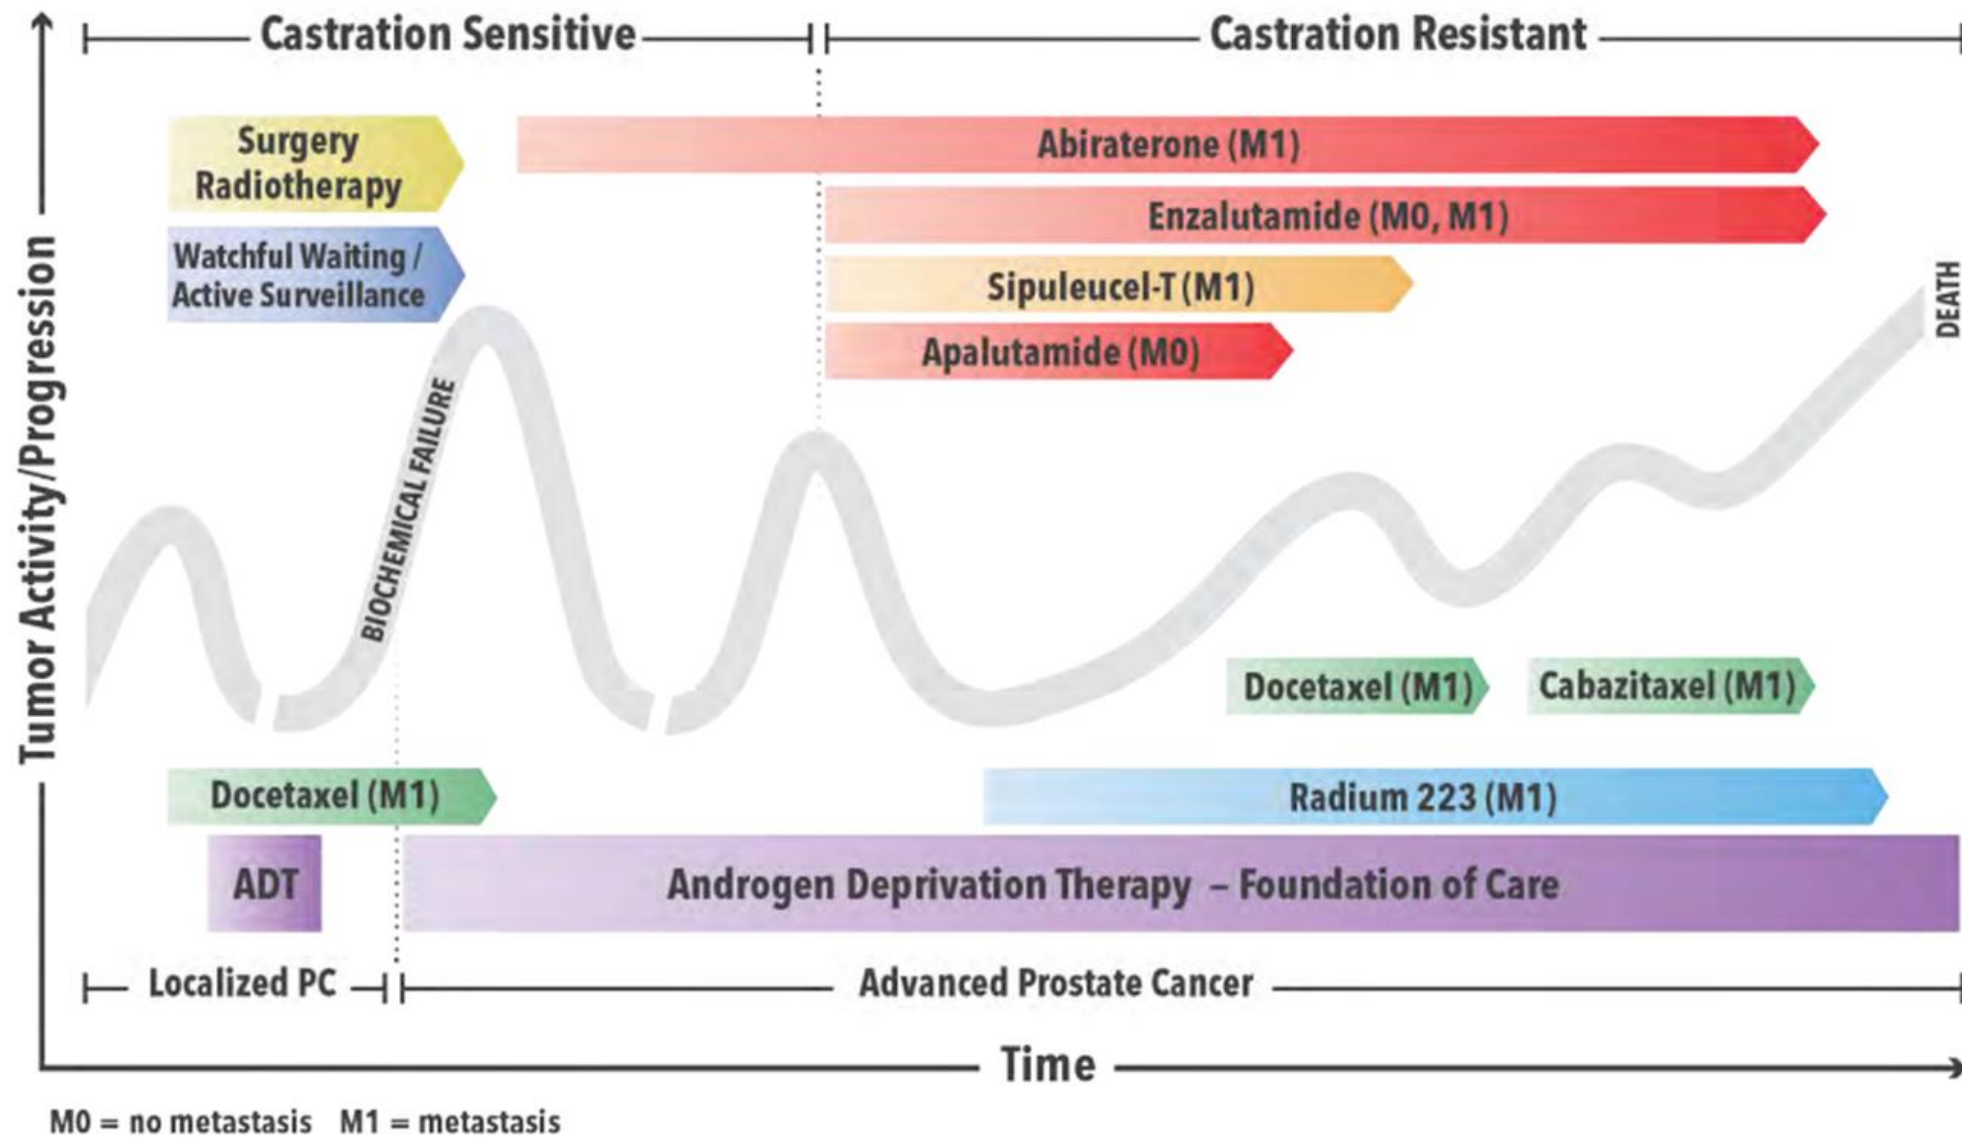 Castration Sensitive
Castration Resistant
Surgery
Radiotherapy
Abiraterone (M1)
Enzalutamide (M0, M1)
Watchful Waiting /
Active Surveillance
Sipuleucel-T (M1)
Apalutamide (M0)
DEATH
BIOCHEMICAL FAILURE
Tumor Activity/Progression
Docetaxel (M1)
Cabazitaxel (M1)
Docetaxel (M1)
Radium 223 (M1)
ADT
Androgen Deprivation Therapy – Foundation of Care
Localized PC
Advanced Prostate Cancer
Time
M0 = no metastasis M1 = metastasis